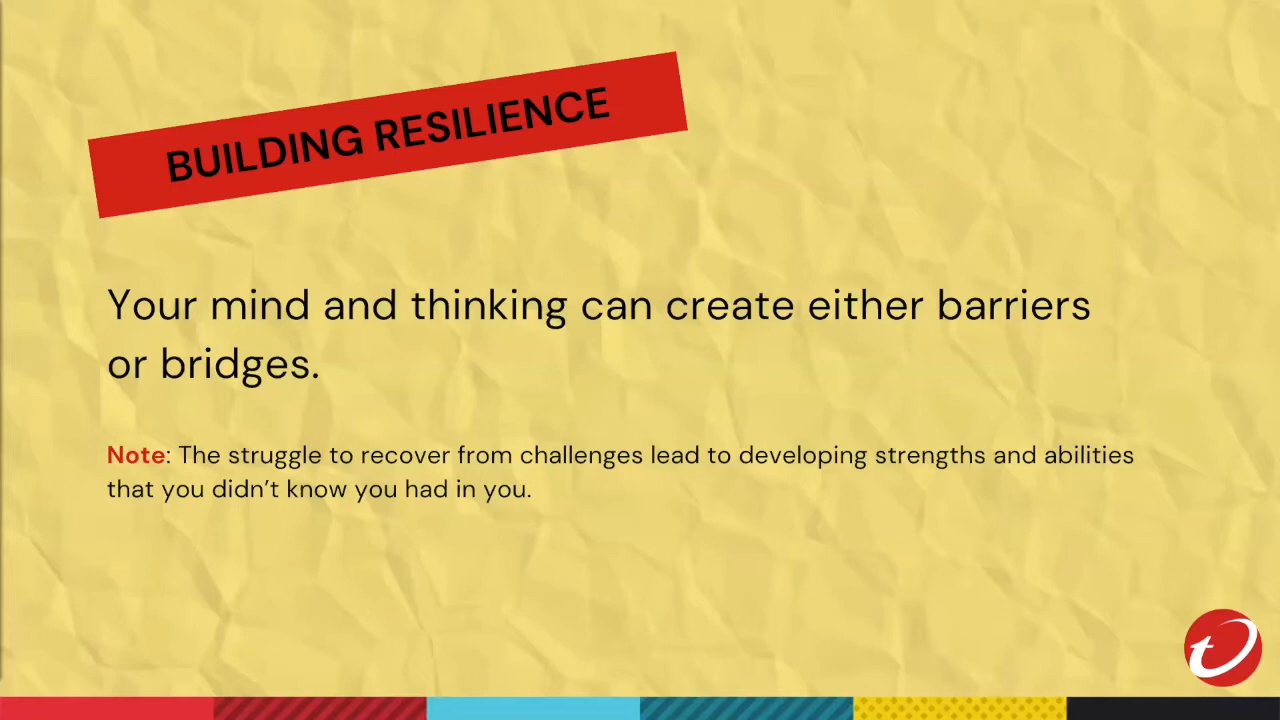 BUILDING RESILIENCE
Your mind and thinking can create either barriers
or bridges.
Note: The struggle to recover from challenges lead to developing strengths and abilities
that you didn’t know you had in you.